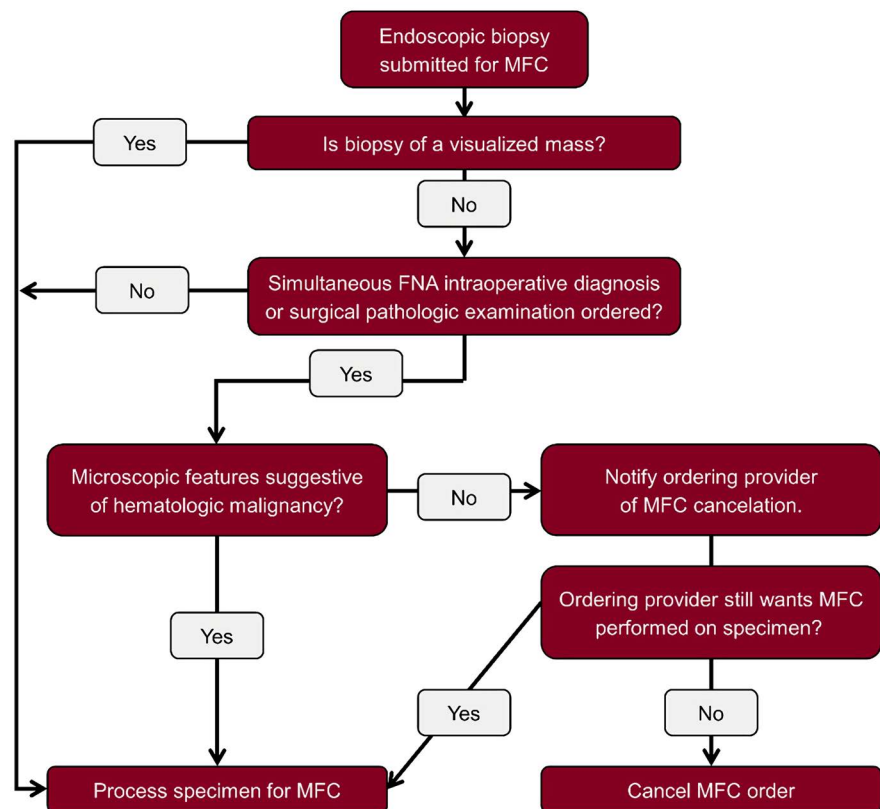 Endoscopic biopsy
submitted for MFC
Yes
Is biopsy of a visualized mass?
No
No
Simultaneous FNA intraoperative diagnosis
or surgical pathologic examination ordered?
Yes
Microscopic features suggestive
of hematologic malignancy?
No
Notify ordering provider
of MFC cancelation.
Yes
Ordering provider still wants MFC
performed on specimen?
Yes
No
Process specimen for MFC
Cancel MFC order